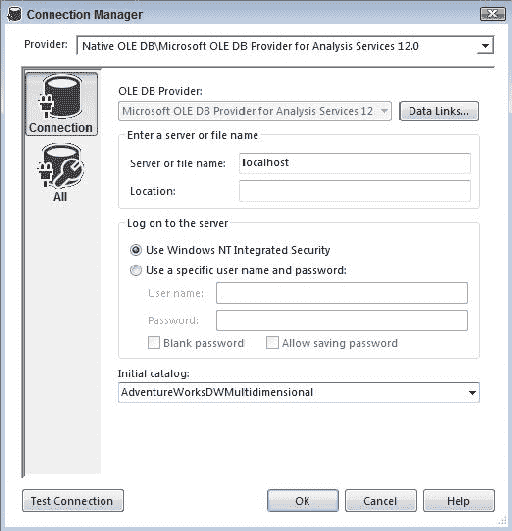 Connection Manager
Provider: Native OLE DB\Microsoft OLE DB Provider for Analysis Services 12.0
Connection
All
OLE DB Provider:
Microsoft OLE DB Provider for Analysis Services 12 Data Links...
Enter a server or file name
Server or file name: localhost
Location:
Log on to the server
Use Windows NT Integrated Security
Use a specific user name and password:
User name:
Password:
Blank password Allow saving password
Initial catalog:
AdventureWorksDWMultidimensional
Test Connection OK Cancel Help